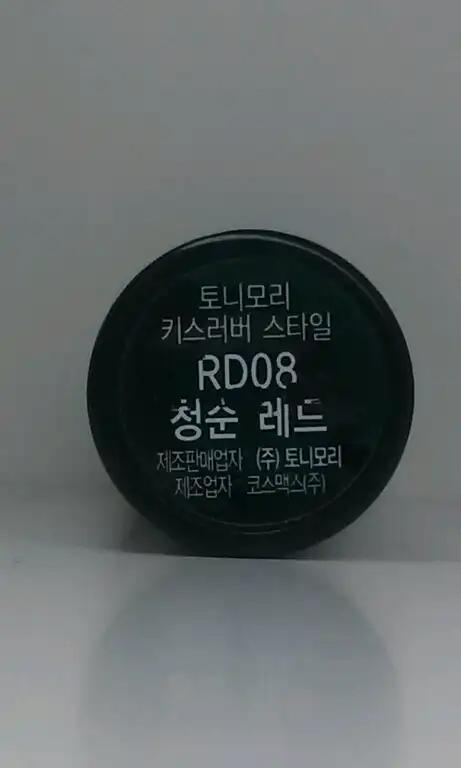 토니모리
키스러버 스타일
RD08
청순 레드
제조판매업자 (주)토니모리
제조업자 코스맥스(주)